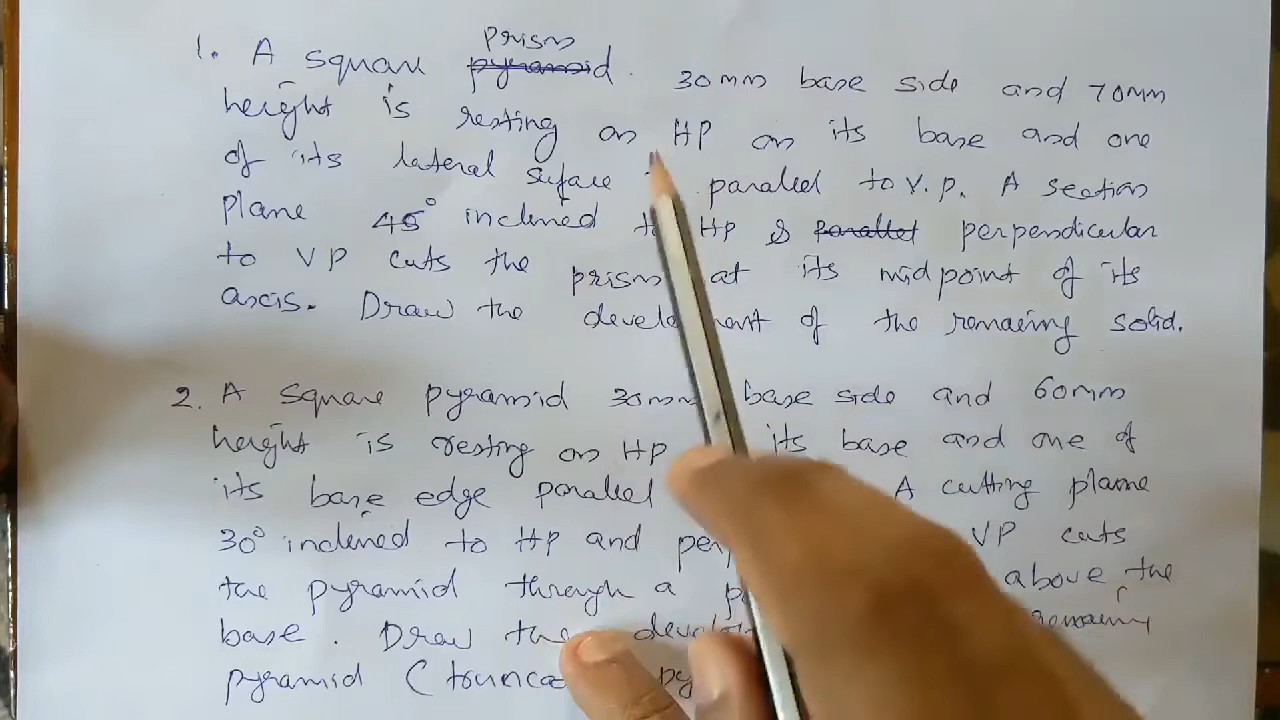 1. A square prism pyramid. 30mm base side and 70mm
height is resting on HP on its base and one
of its lateral suface parallel to V.P. A section
plane 45° inclined to HP & parallel perpendicular
to VP cuts the prism at its midpoint of its
axis. Draw the development of the remaing solid.
2. A square pyramid 30mm base side and 60mm
height is resting on HP its base and one of
its base edge parallel A cutting plane
30° inclined to HP and VP cuts
the pyramid through a above the
base. Draw the remaing
pyramid (